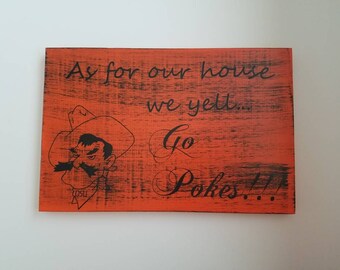 As for our house
we yell...
Go
Pokes!!!